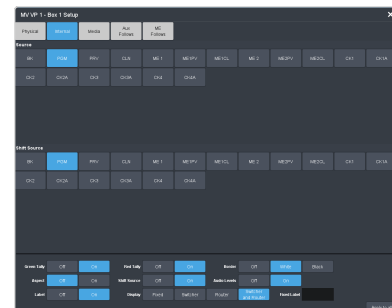 MV VP 1 - Box 1 Setup
Physical Internal Media Aux Follows ME Follows
Source
BK PGM PRV CLN ME 1 ME1PV ME1CL ME 2 ME2PV ME2CL CK1 CK1A
CK2 CK2A CK3 CK3A CK4 CK4A
Shift Source
BK PGM PRV CLN ME 1 ME1PV ME1CL ME 2 ME2PV ME2CL CK1 CK1A
CK2 CK2A CK3 CK3A CK4 CK4A
Green Tally Off On Red Tally Off On Border Off White Black
Aspect Off On Shift Source Off On Audio Levels Off On
Label Off On Display Fixed Switcher Router Switcher and Router Fixed Label